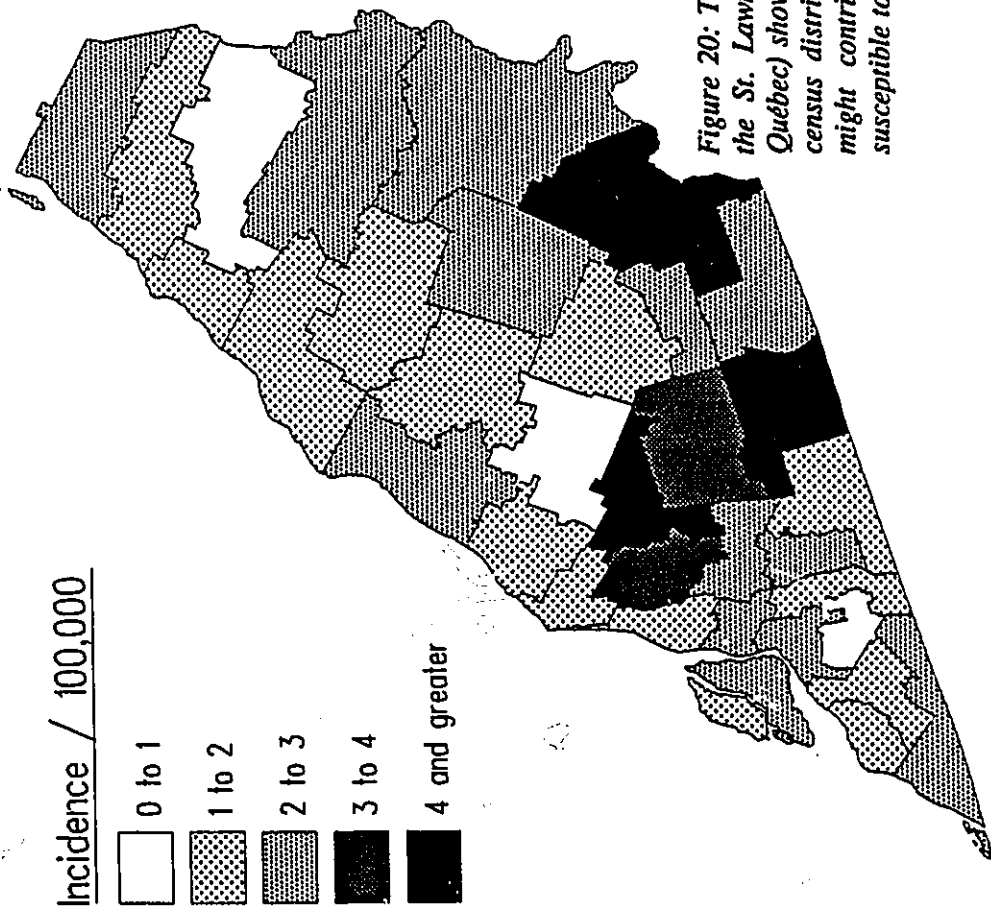 Incidence / 100,000
0 to 1
1 to 2
2 to 3
3 to 4
4 and greater
Figure 20: T
the St. Law
Québec) show
census distri
might contri
susceptible to